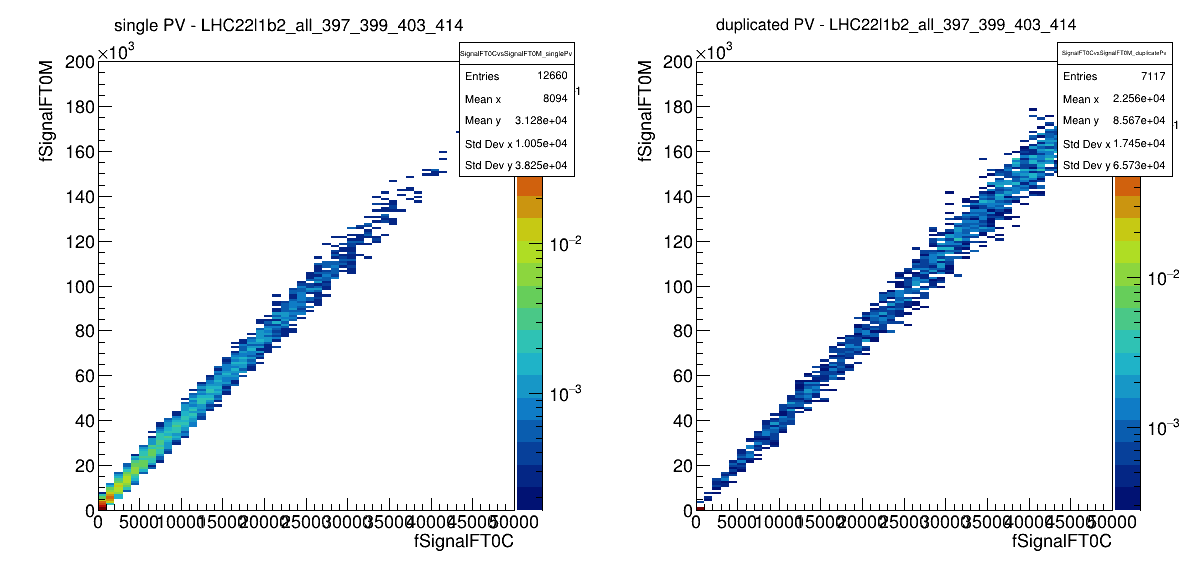 single PV - LHC22l1b2_all_397_399_403_414
×10³
fSignalFT0M
200
180
160
140
120
100
80
60
40
20
0
0 5000 10000 15000 20000 25000 30000 35000 40000 45000 50000
fSignalFT0C
SignalFT0CvsSignalFT0M_singlePv
Entries 12660
Mean x 8094
Mean y 3.128e+04
Std Dev x 1.005e+04
Std Dev y 3.825e+04
1
10⁻²
10⁻³
duplicated PV - LHC22l1b2_all_397_399_403_414
×10³
fSignalFT0M
200
180
160
140
120
100
80
60
40
20
0
0 5000 10000 15000 20000 25000 30000 35000 40000 45000 50000
fSignalFT0C
SignalFT0CvsSignalFT0M_duplicatePv
Entries 7117
Mean x 2.256e+04
Mean y 8.567e+04
Std Dev x 1.745e+04
Std Dev y 6.573e+04
1
10⁻²
10⁻³